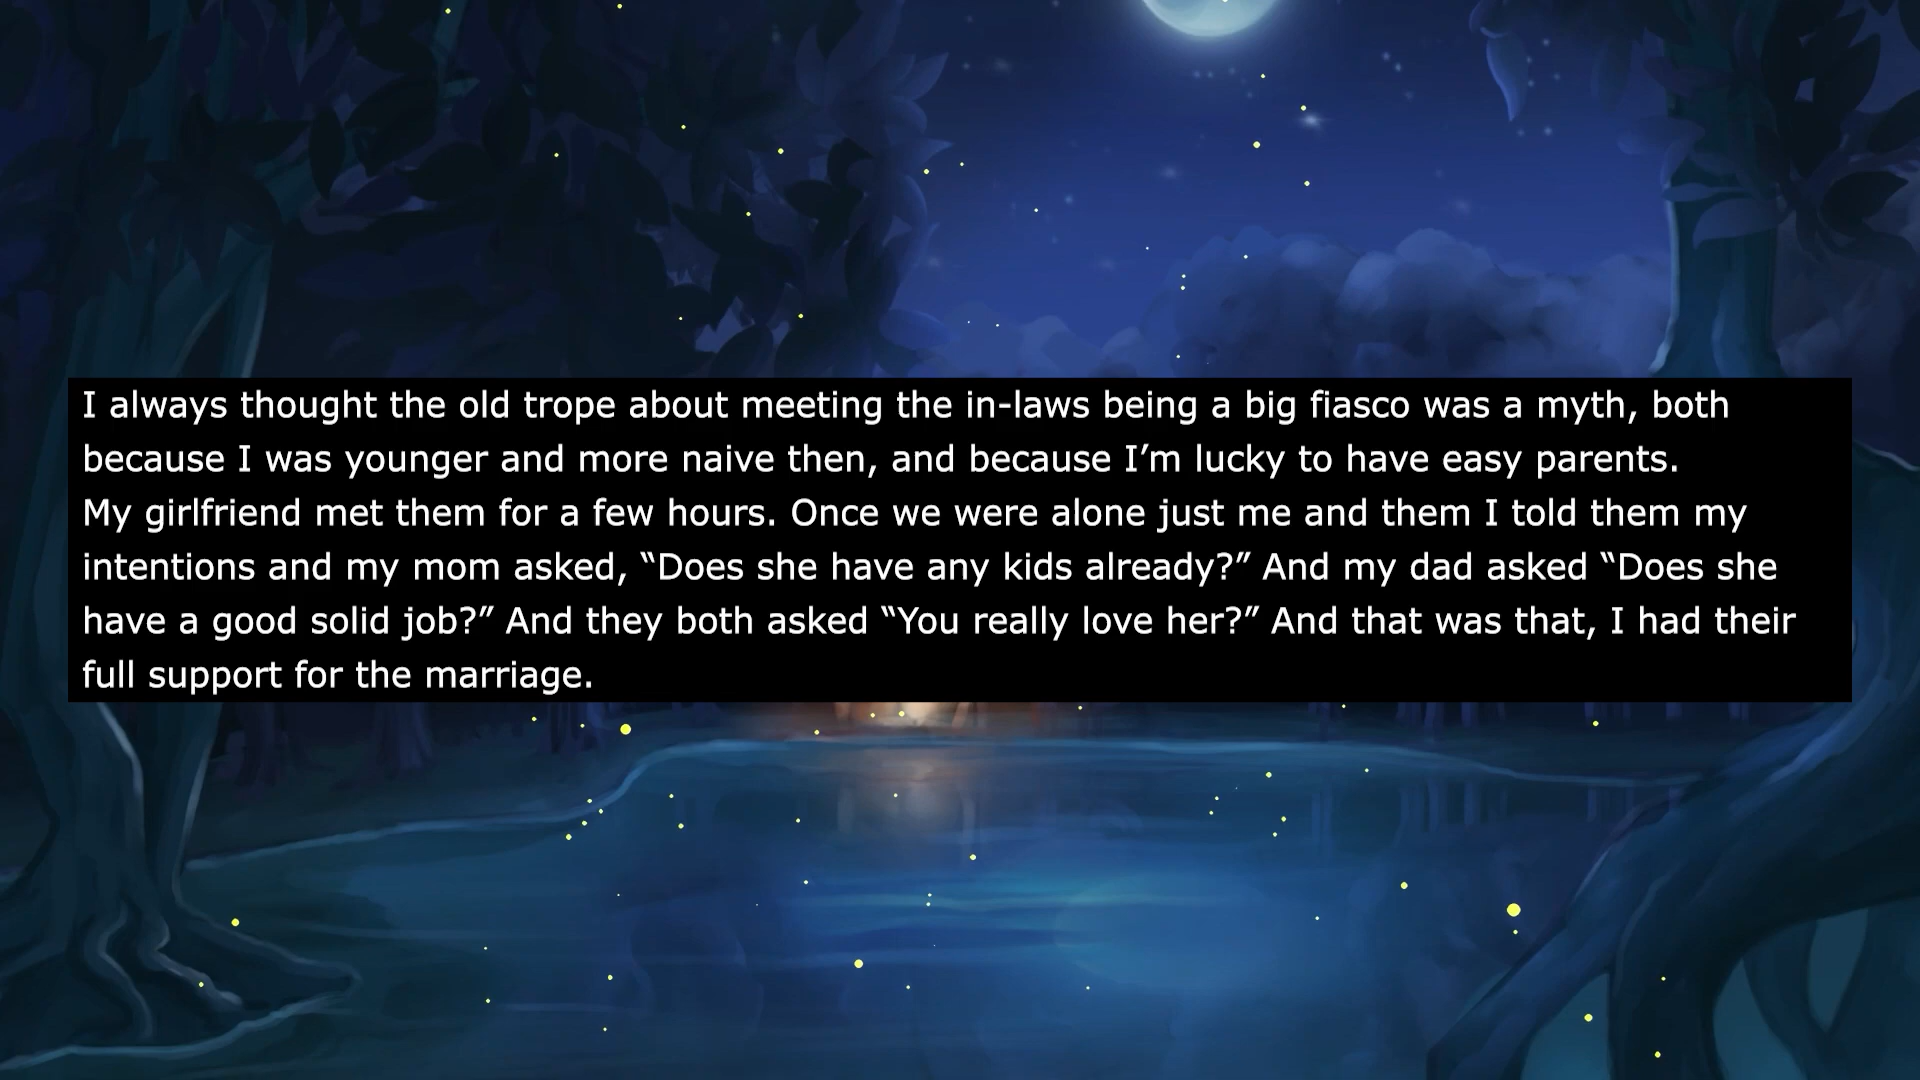 I always thought the old trope about meeting the in-laws being a big fiasco was a myth, both
because I was younger and more naive then, and because I’m lucky to have easy parents.
My girlfriend met them for a few hours. Once we were alone just me and them I told them my
intentions and my mom asked, “Does she have any kids already?” And my dad asked “Does she
have a good solid job?” And they both asked “You really love her?” And that was that, I had their
full support for the marriage.